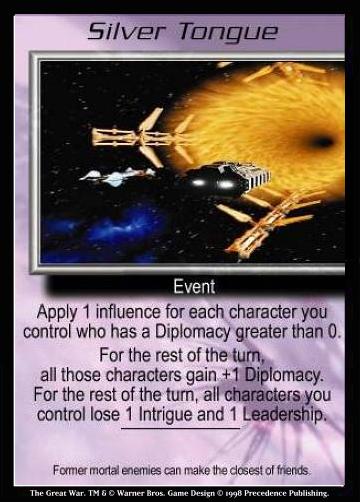 Silver Tongue
Event
Apply 1 influence for each character you
control who has a Diplomacy greater than 0.
For the rest of the turn,
all those characters gain +1 Diplomacy.
For the rest of the turn, all characters you
control lose 1 Intrigue and 1 Leadership.
Former mortal enemies can make the closest of friends.
The Great War. TM & © Warner Bros. Game Design © 1998 Precedence Publishing.